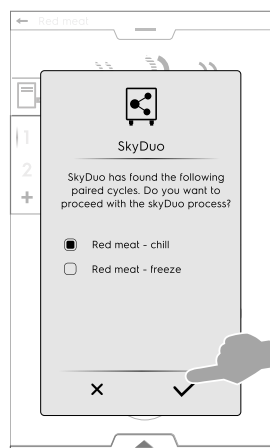 Red meat
1
2
SkyDuo
SkyDuo has found the following
paired cycles. Do you want to
proceed with the skyDuo process?
Red meat - chill
Red meat - freeze